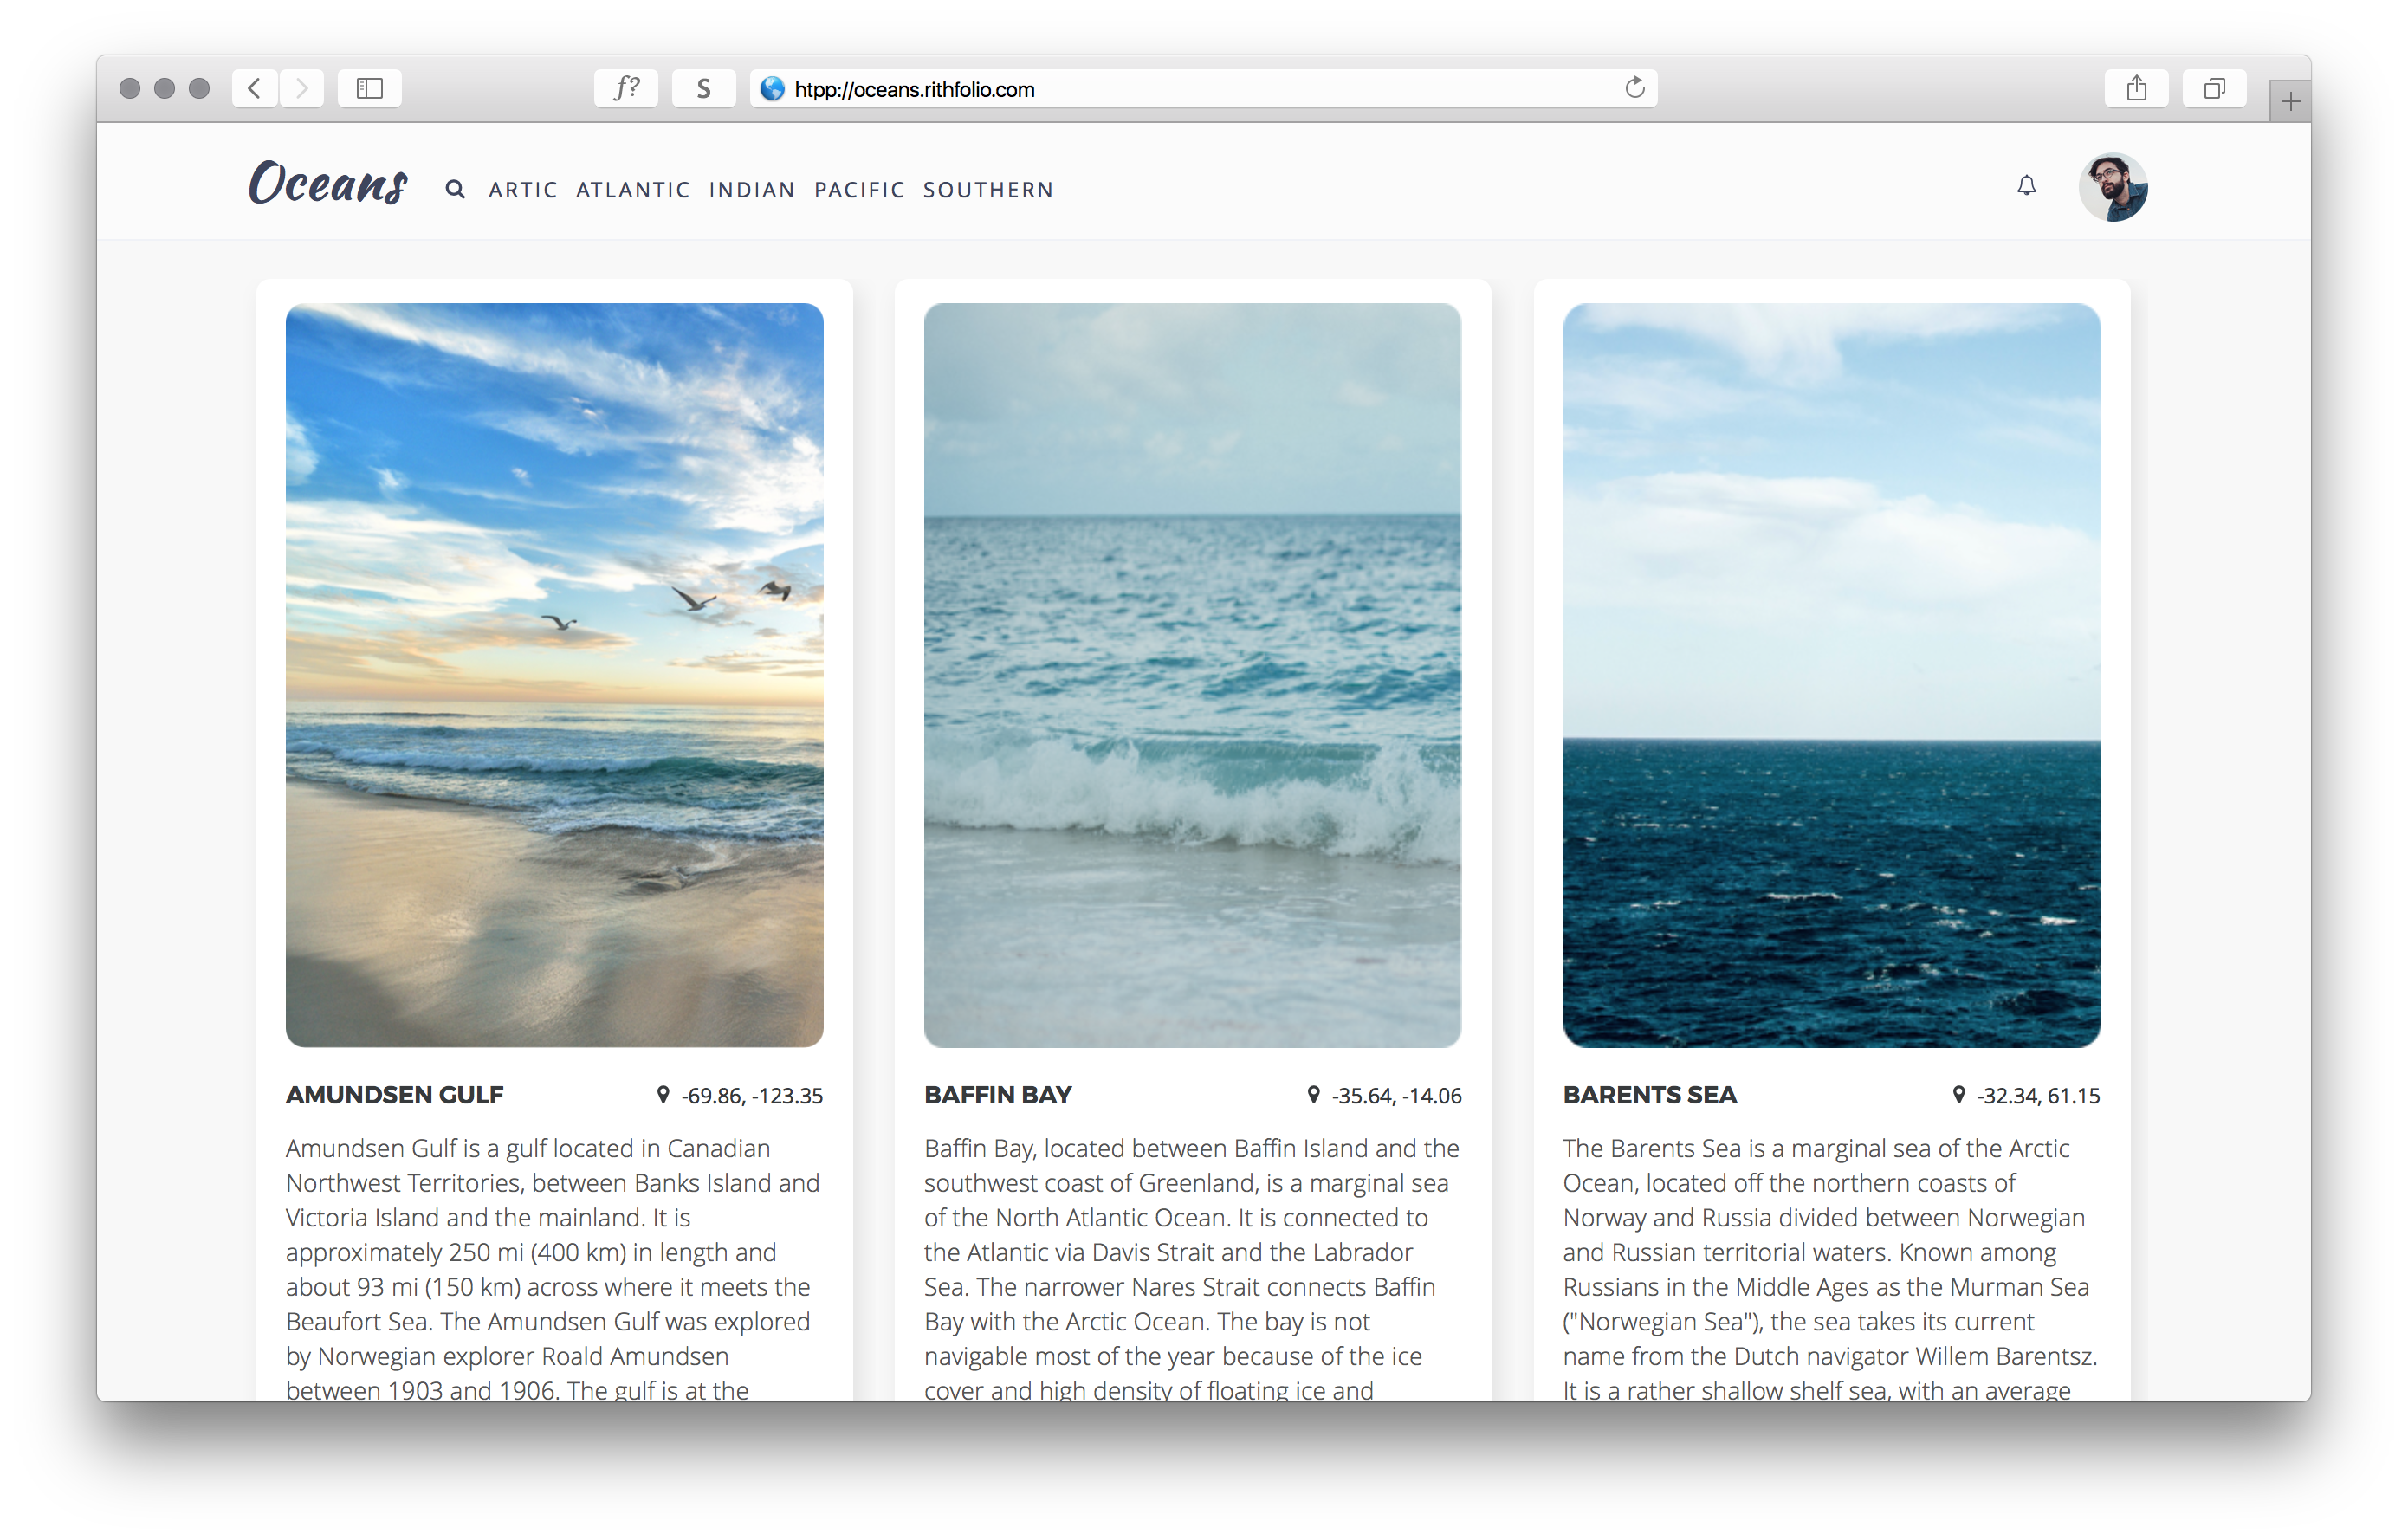 f? S htpp://oceans.rithfolio.com
Oceans ARTIC ATLANTIC INDIAN PACIFIC SOUTHERN
AMUNDSEN GULF -69.86, -123.35
Amundsen Gulf is a gulf located in Canadian
Northwest Territories, between Banks Island and
Victoria Island and the mainland. It is
approximately 250 mi (400 km) in length and
about 93 mi (150 km) across where it meets the
Beaufort Sea. The Amundsen Gulf was explored
by Norwegian explorer Roald Amundsen
between 1903 and 1906. The gulf is at the
BAFFIN BAY -35.64, -14.06
Baffin Bay, located between Baffin Island and the
southwest coast of Greenland, is a marginal sea
of the North Atlantic Ocean. It is connected to
the Atlantic via Davis Strait and the Labrador
Sea. The narrower Nares Strait connects Baffin
Bay with the Arctic Ocean. The bay is not
navigable most of the year because of the ice
cover and high density of floating ice and
BARENTS SEA -32.34, 61.15
The Barents Sea is a marginal sea of the Arctic
Ocean, located off the northern coasts of
Norway and Russia divided between Norwegian
and Russian territorial waters. Known among
Russians in the Middle Ages as the Murman Sea
("Norwegian Sea"), the sea takes its current
name from the Dutch navigator Willem Barentsz.
It is a rather shallow shelf sea, with an average